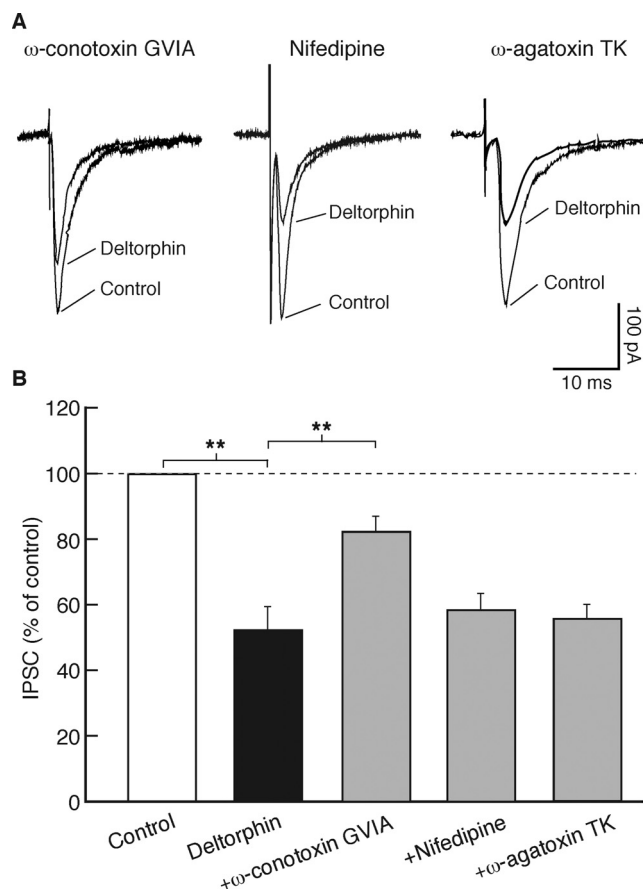 A
ω-conotoxin GVIA Nifedipine ω-agatoxin TK
Deltorphin
Control
Deltorphin
Control
Deltorphin
Control
100 pA
10 ms
B
IPSC (% of control)
120
100
80
60
40
20
0
**
**
Control
Deltorphin
+ω-conotoxin GVIA
+Nifedipine
+ω-agatoxin TK